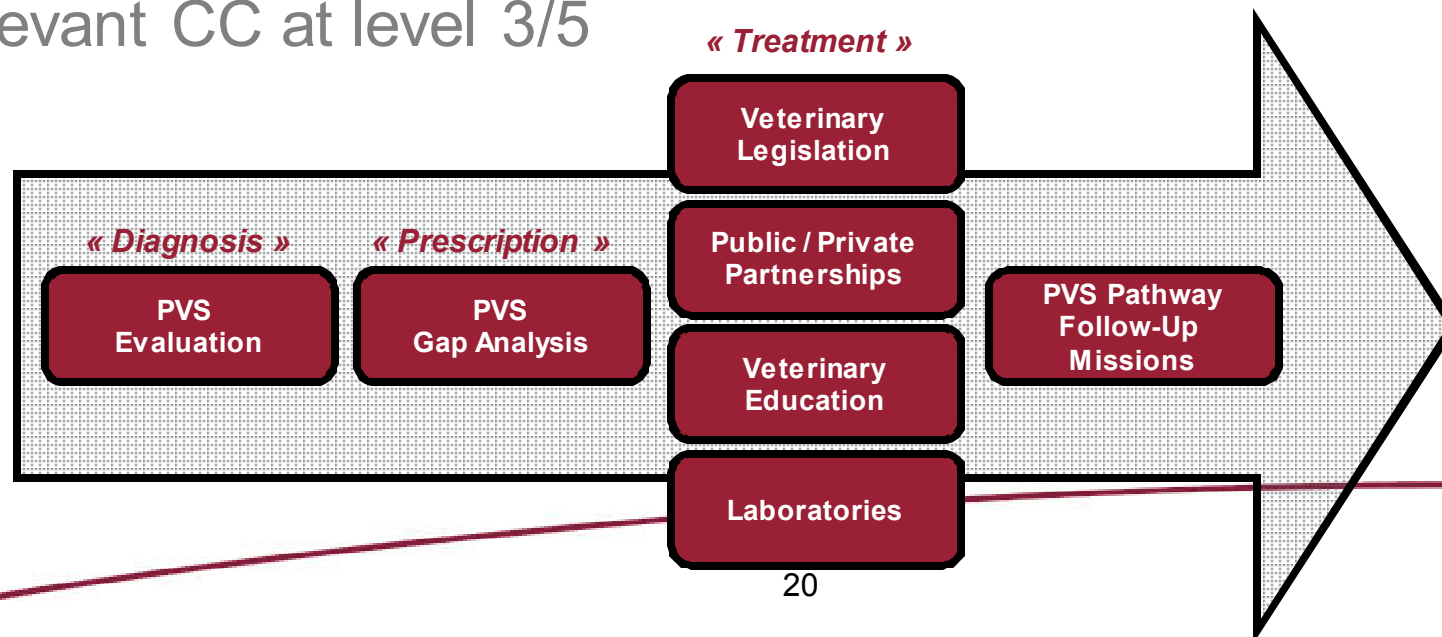 evant CC at level 3/5
« Treatment »
Veterinary
Legislation
« Diagnosis »
« Prescription »
Public / Private
Partnerships
PVS
Evaluation
PVS
Gap Analysis
PVS Pathway
Follow-Up
Missions
Veterinary
Education
Laboratories
20